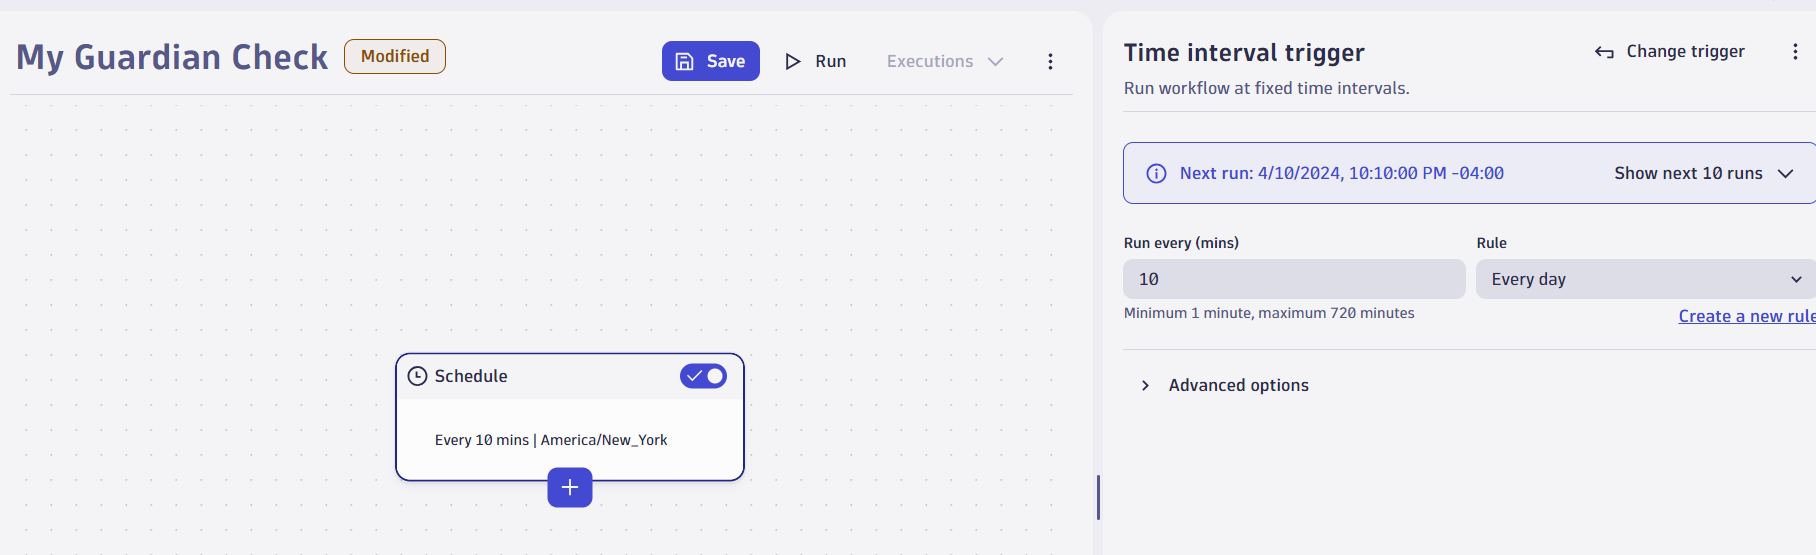 My Guardian Check
Modified
Save
Run
Executions
Schedule
Every 10 mins | America/New_York
Time interval trigger
Change trigger
Run workflow at fixed time intervals.
Next run: 4/10/2024, 10:10:00 PM -04:00
Show next 10 runs
Run every (mins)
Rule
10
Every day
Minimum 1 minute, maximum 720 minutes
Create a new rule
Advanced options